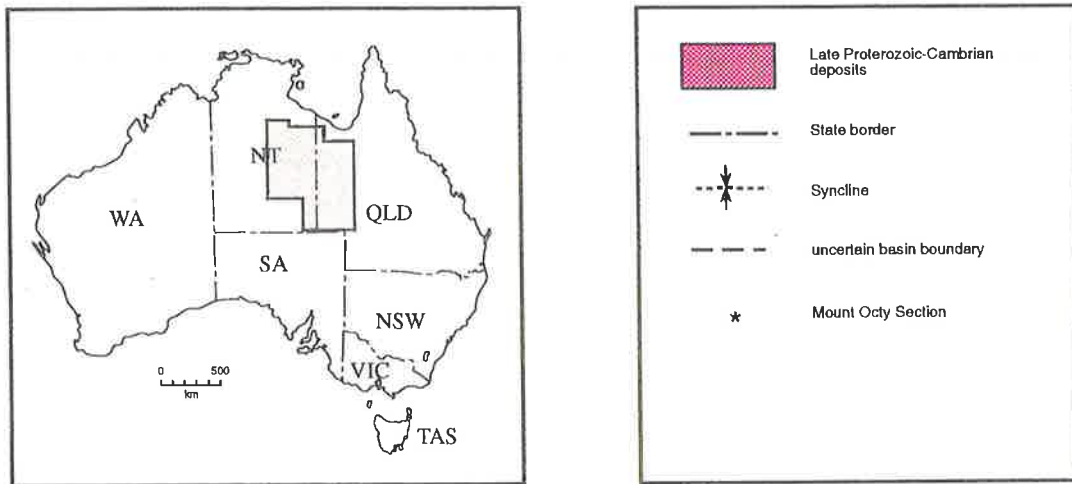 NT
WA
QLD
SA
NSW
VIC
TAS
0 500
km
Late Proterozoic-Cambrian
deposits
State border
Syncline
uncertain basin boundary
* Mount Octy Section